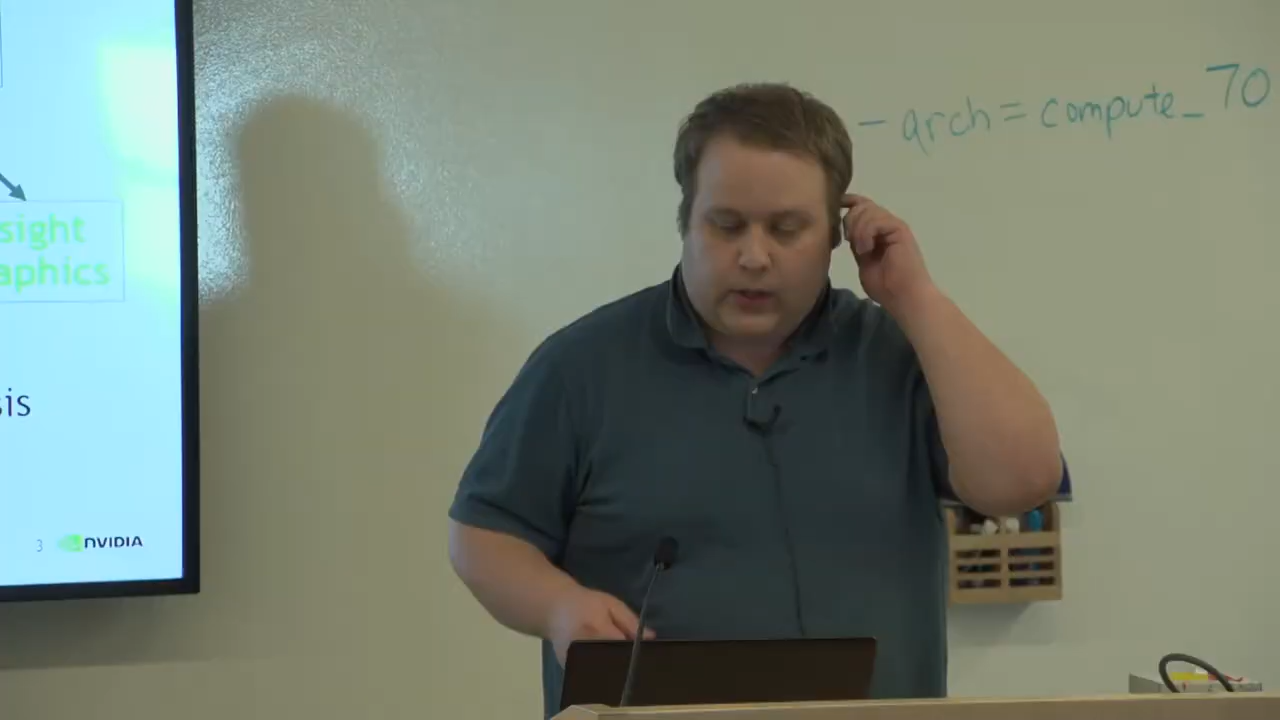 sight
aphics
sis
3 NVIDIA
- arch = compute_70